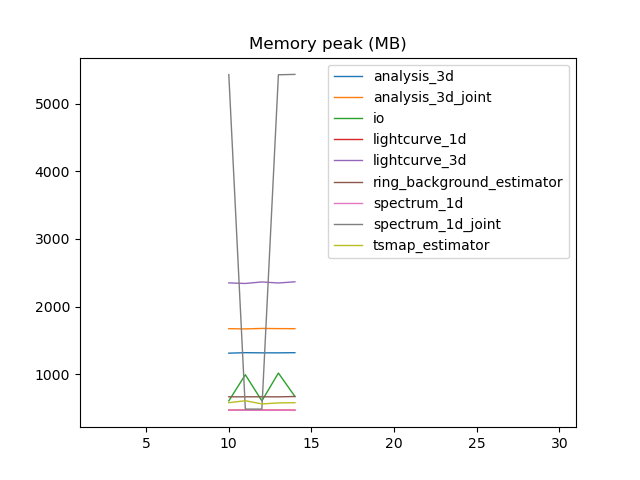 Memory peak (MB)
analysis_3d
analysis_3d_joint
io
lightcurve_1d
lightcurve_3d
ring_background_estimator
spectrum_1d
spectrum_1d_joint
tsmap_estimator
5000
4000
3000
2000
1000
5 10 15 20 25 30